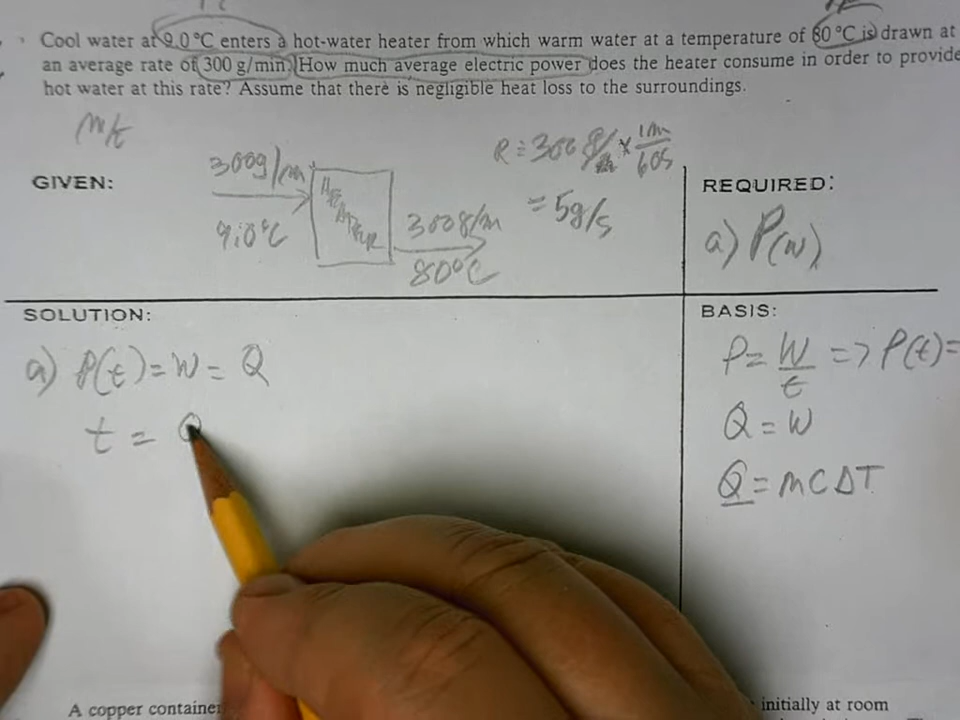 Cool water at 9.0°C enters a hot-water heater from which warm water at a temperature of 80°C is drawn at
an average rate of 300 g/min. How much average electric power does the heater consume in order to provide
hot water at this rate? Assume that there is negligible heat loss to the surroundings.
m/t
GIVEN:
300g/m
9.0°C
HEATER
300g/m
80°C
R = 300 g/m × 1m/60s
= 5g/s
REQUIRED:
a) P(W)
SOLUTION:
a) P(t) = W = Q
t = Q
BASIS:
P = W/t => P(t)=
Q = W
Q = mCΔT
A copper container
initially at room